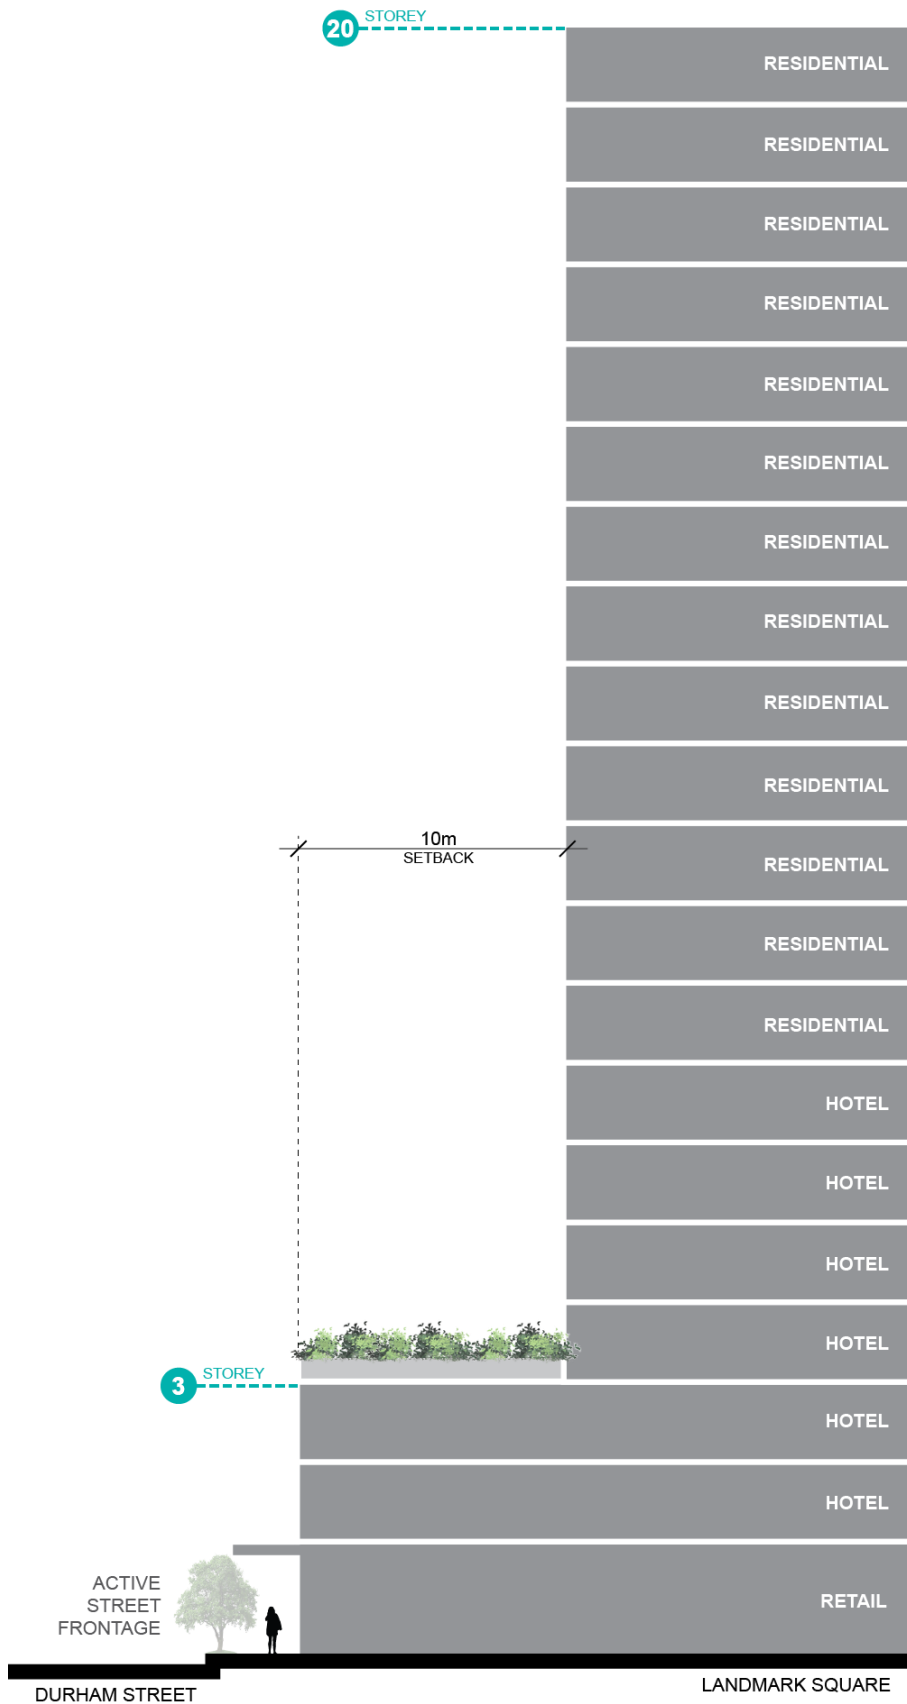 20 STOREY
RESIDENTIAL
RESIDENTIAL
RESIDENTIAL
RESIDENTIAL
RESIDENTIAL
RESIDENTIAL
RESIDENTIAL
RESIDENTIAL
RESIDENTIAL
RESIDENTIAL
10m
SETBACK
RESIDENTIAL
RESIDENTIAL
RESIDENTIAL
HOTEL
HOTEL
HOTEL
HOTEL
3 STOREY
HOTEL
HOTEL
ACTIVE
STREET
FRONTAGE
RETAIL
DURHAM STREET
LANDMARK SQUARE